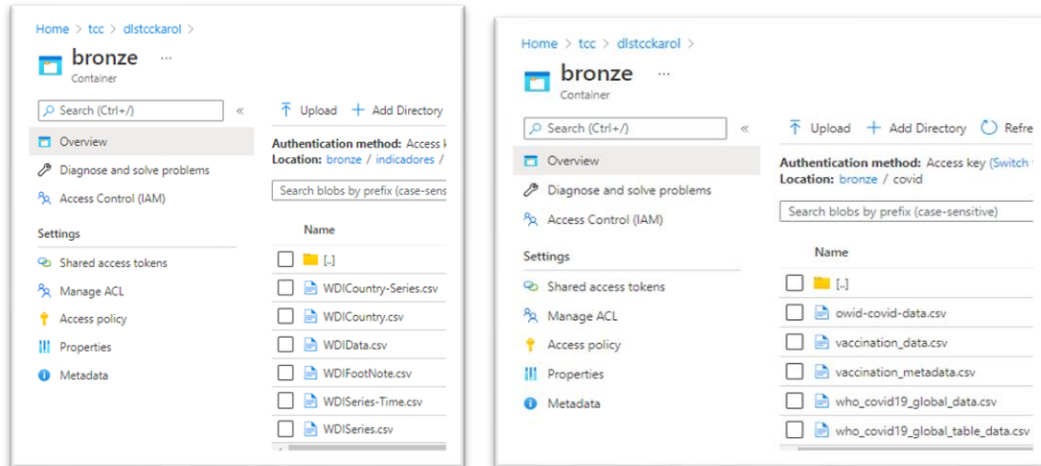 Home > tcc > dlstcckarol >
bronze ...
Container
Search (Ctrl+/) «
Overview
Diagnose and solve problems
Access Control (IAM)
Settings
Shared access tokens
Manage ACL
Access policy
Properties
Metadata
Upload + Add Directory
Authentication method: Access
Location: bronze / indicadores /
Search blobs by prefix (case-sens
Name
[..]
WDICountry-Series.csv
WDICountry.csv
WDIData.csv
WDIFootNote.csv
WDISeries-Time.csv
WDISeries.csv
Home > tcc > dlstcckarol >
bronze ...
Container
Search (Ctrl+/) «
Overview
Diagnose and solve problems
Access Control (IAM)
Settings
Shared access tokens
Manage ACL
Access policy
Properties
Metadata
Upload + Add Directory Refre
Authentication method: Access key (Switch
Location: bronze / covid
Search blobs by prefix (case-sensitive)
Name
[..]
owid-covid-data.csv
vaccination_data.csv
vaccination_metadata.csv
who_covid19_global_data.csv
who_covid19_global_table_data.csv